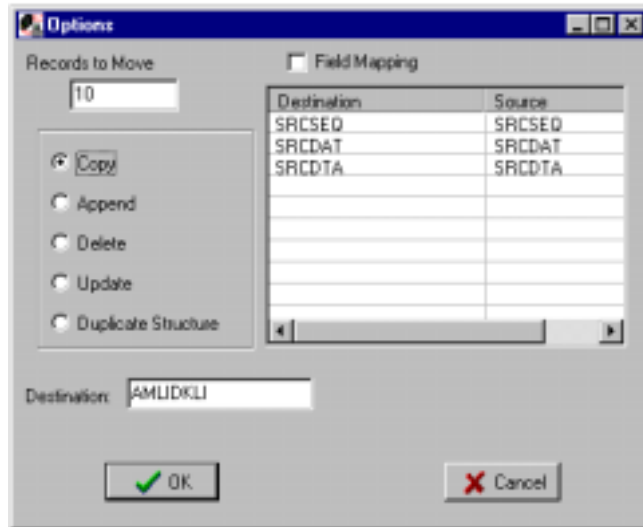 Options
Records to Move
10
Field Mapping
Destination Source
SRCSEQ SRCSEQ
SRCDAT SRCDAT
SRCDTA SRCDTA
Copy
Append
Delete
Update
Duplicate Structure
Destination: AMLIDKLI
OK Cancel